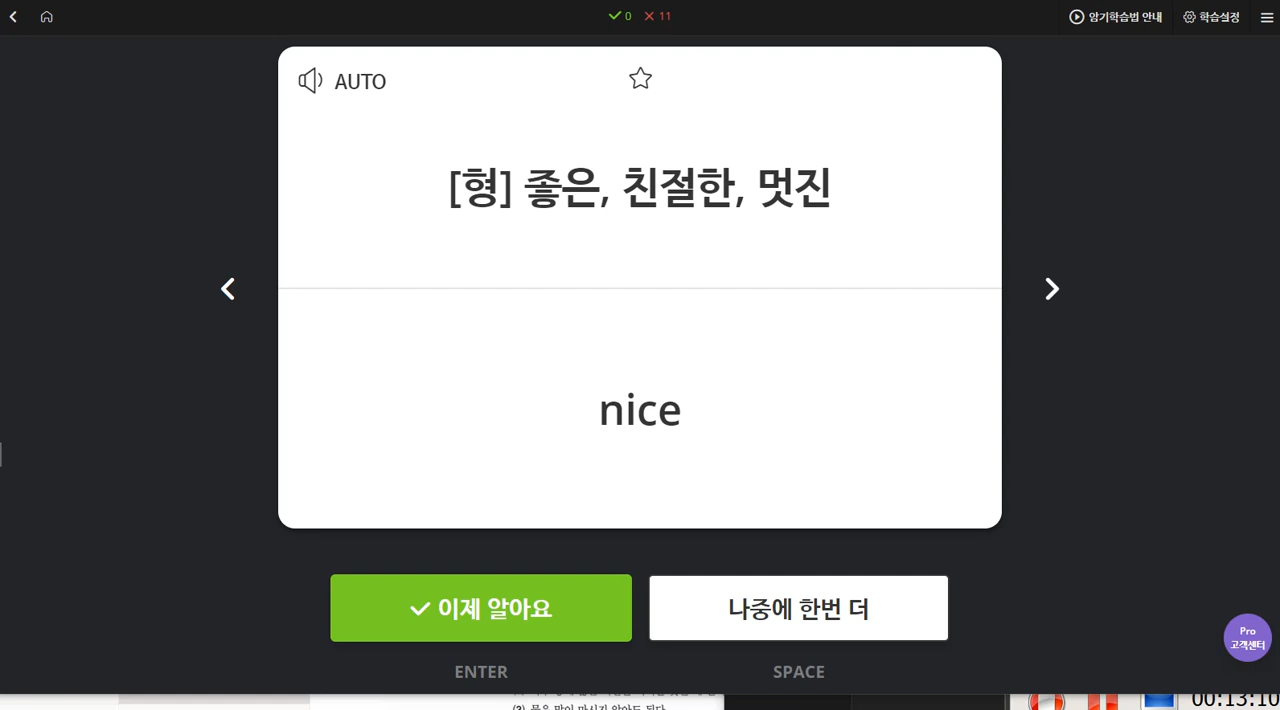 0 11 암기학습법 안내 학습설정
AUTO
[형] 좋은, 친절한, 멋진
nice
이제 알아요 나중에 한번 더
Pro
고객센터
ENTER SPACE
00:13:10